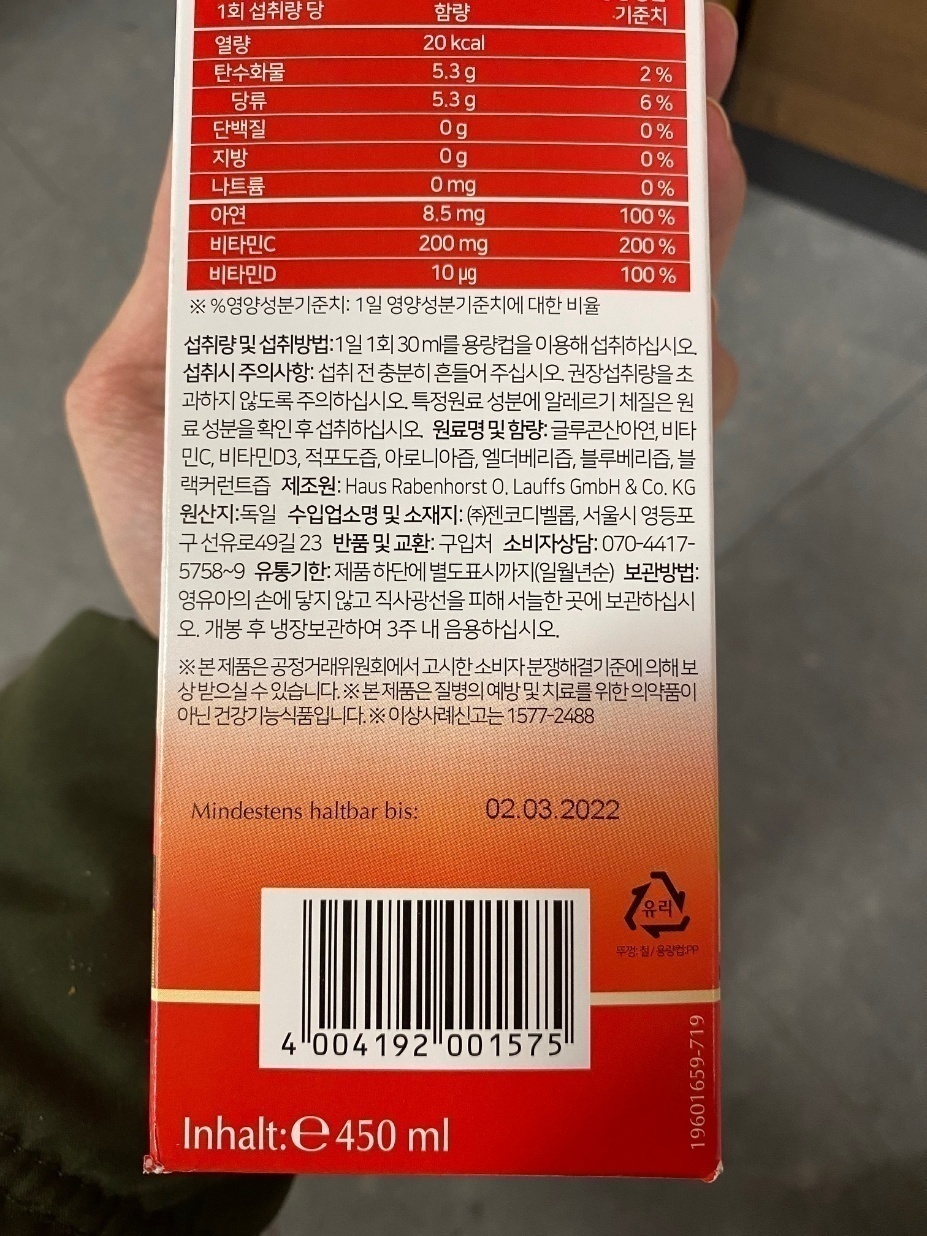 1회 섭취량 당 함량 기준치
열량 20 kcal
탄수화물 5.3 g 2 %
당류 5.3 g 6 %
단백질 0 g 0 %
지방 0 g 0 %
나트륨 0 mg 0 %
아연 8.5 mg 100 %
비타민C 200 mg 200 %
비타민D 10 µg 100 %
※ %영양성분기준치: 1일 영양성분기준치에 대한 비율
섭취량 및 섭취방법:1일 1회 30 ml를 용량컵을 이용해 섭취하십시오.
섭취시 주의사항: 섭취 전 충분히 흔들어 주십시오. 권장섭취량을 초
과하지 않도록 주의하십시오. 특정원료 성분에 알레르기 체질은 원
료 성분을 확인 후 섭취하십시오. 원료명 및 함량: 글루콘산아연, 비타
민C, 비타민D3, 적포도즙, 아로니아즙, 엘더베리즙, 블루베리즙, 블
랙커런트즙 제조원: Haus Rabenhorst O. Lauffs GmbH & Co. KG
원산지:독일 수입업소명 및 소재지: ㈜젠코디벨롭, 서울시 영등포
구 선유로49길 23 반품 및 교환: 구입처 소비자상담: 070-4417-
5758~9 유통기한: 제품 하단에 별도표시까지(일월년순) 보관방법:
영유아의 손에 닿지 않고 직사광선을 피해 서늘한 곳에 보관하십시
오. 개봉 후 냉장보관하여 3주 내 음용하십시오.
※ 본 제품은 공정거래위원회에서 고시한 소비자 분쟁해결기준에 의해 보
상 받으실 수 있습니다. ※ 본 제품은 질병의 예방 및 치료를 위한 의약품이
아닌 건강기능식품입니다. ※ 이상사례신고는 1577-2488
Mindestens haltbar bis: 02.03.2022
유리
뚜껑:철/용량컵:PP
4 004192 001575
19601659-719
Inhalt: ℮ 450 ml